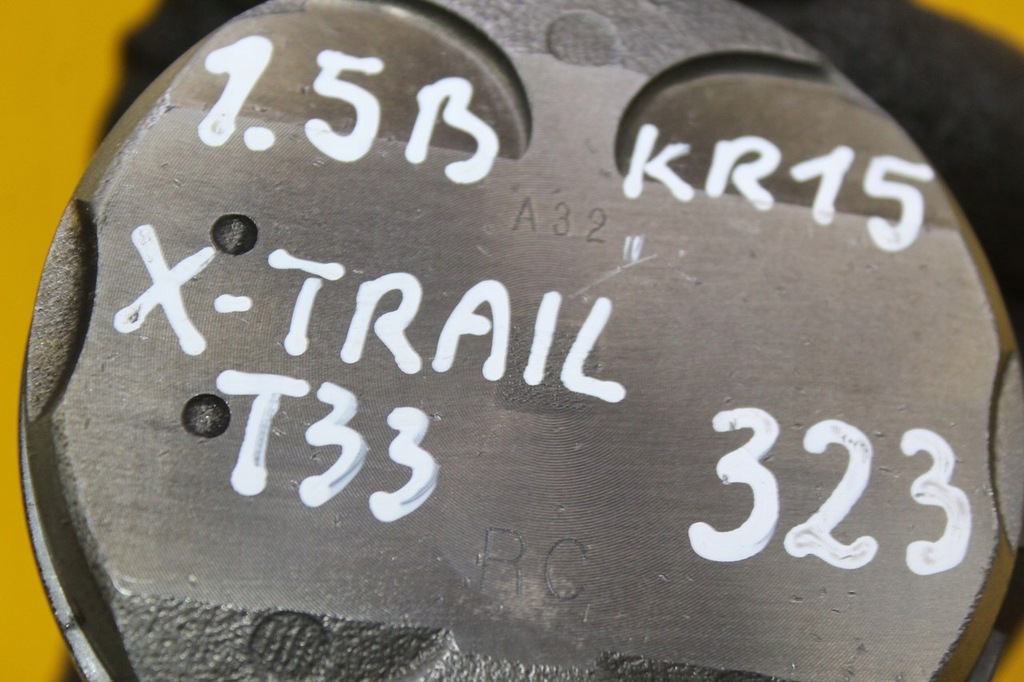 1.5B KR15
A32
X-TRAIL
T33
323
RC